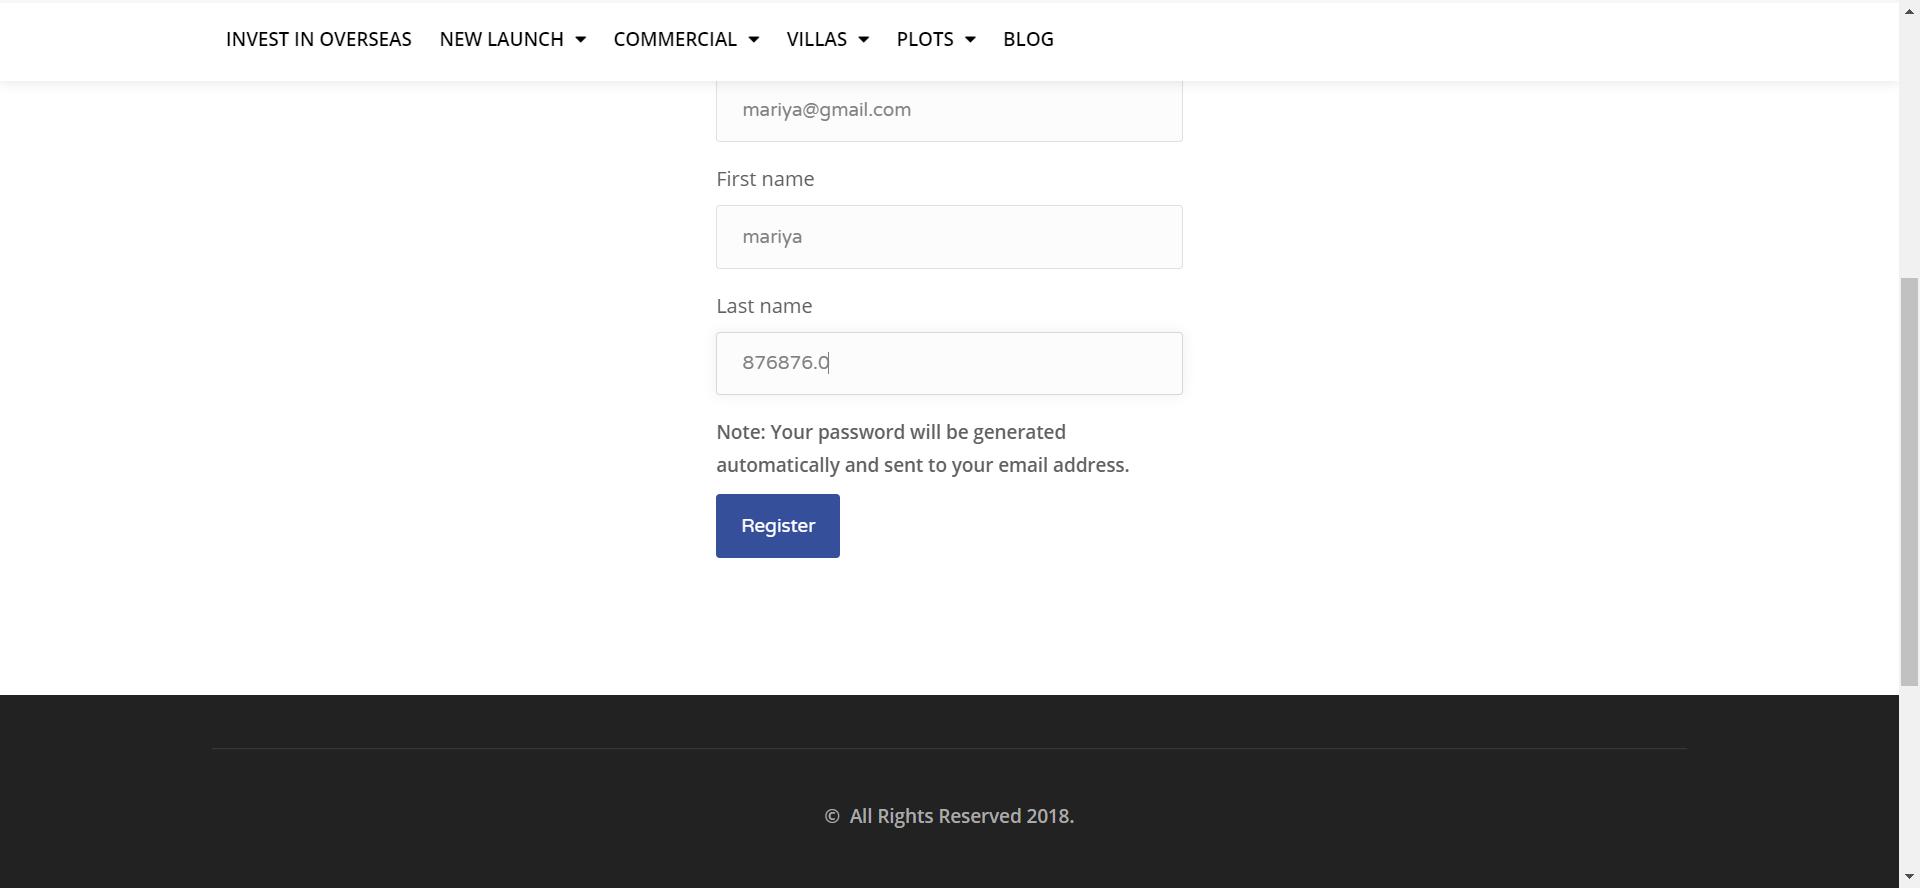 INVEST IN OVERSEAS NEW LAUNCH COMMERCIAL VILLAS PLOTS BLOG
mariya@gmail.com
First name
mariya
Last name
876876.0
Note: Your password will be generated
automatically and sent to your email address.
Register
© All Rights Reserved 2018.